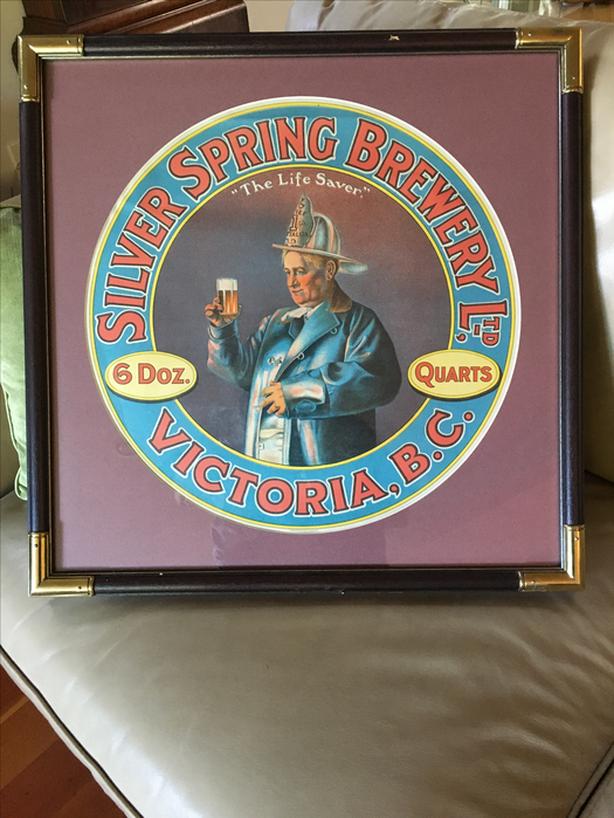 SILVER SPRING BREWERY LTD.
"The Life Saver."
6 DOZ.
QUARTS
VICTORIA, B.C.